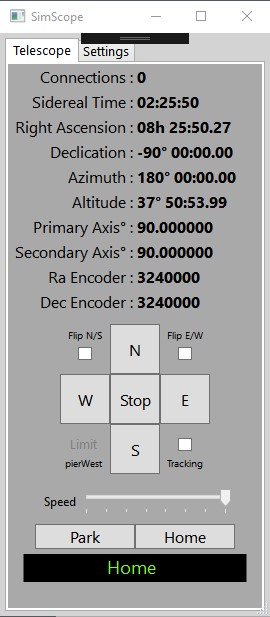 SimScope
Telescope Settings
Connections : 0
Sidereal Time : 02:25:50
Right Ascension : 08h 25:50.27
Declication : -90° 00:00.00
Azimuth : 180° 00:00.00
Altitude : 37° 50:53.99
Primary Axis° : 90.000000
Secondary Axis° : 90.000000
Ra Encoder : 3240000
Dec Encoder : 3240000
Flip N/S N Flip E/W
W Stop E
Limit S
pierWest Tracking
Speed
Park Home
Home